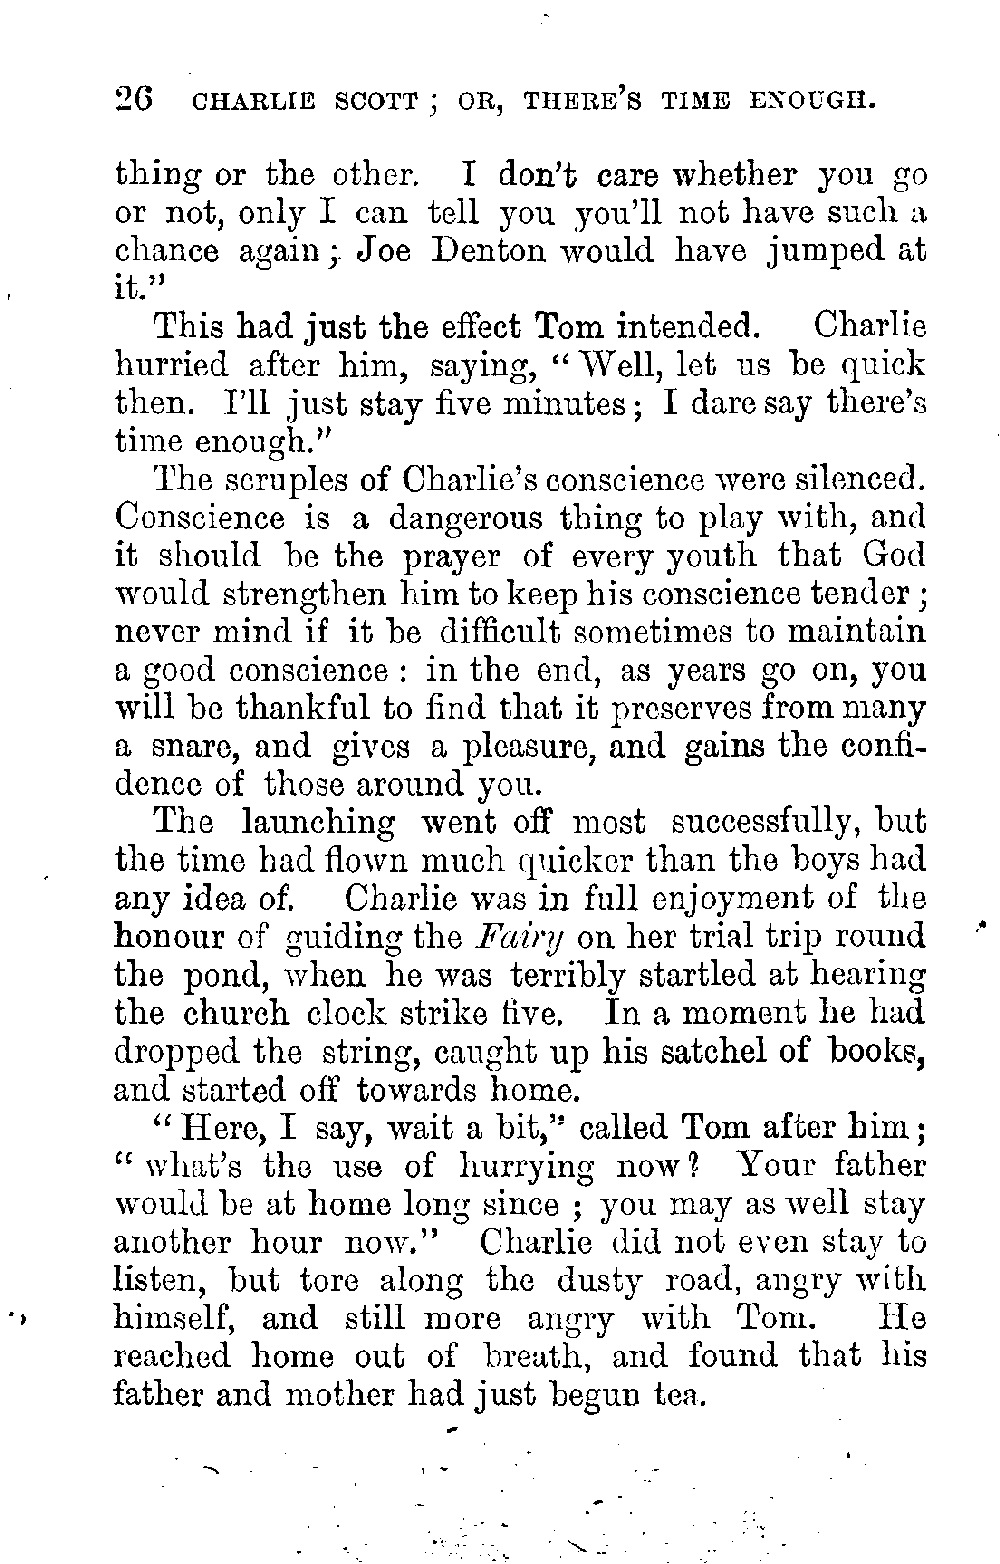 26 CHARLIE SCOTT ; OR, THERE'S TIME ENOUGH.
thing or the other. I don't care whether you go
or not, only I can tell you you'll not have such a
chance again ; Joe Denton would have jumped at
it."
This had just the effect Tom intended. Charlie
hurried after him, saying, " Well, let us be quick
then. I'll just stay five minutes ; I dare say there's
time enough."
The scruples of Charlie's conscience were silenced.
Conscience is a dangerous thing to play with, and
it should be the prayer of every youth that God
would strengthen him to keep his conscience tender ;
never mind if it be difficult sometimes to maintain
a good conscience : in the end, as years go on, you
will be thankful to find that it preserves from many
a snare, and gives a pleasure, and gains the confi-
dence of those around you.
The launching went off most successfully, but
the time had flown much quicker than the boys had
any idea of. Charlie was in full enjoyment of the
honour of guiding the Fairy on her trial trip round
the pond, when he was terribly startled at hearing
the church clock strike five. In a moment he had
dropped the string, caught up his satchel of books,
and started off towards home.
" Here, I say, wait a bit," called Tom after him ;
" what's the use of hurrying now ? Your father
would be at home long since ; you may as well stay
another hour now." Charlie did not even stay to
listen, but tore along the dusty road, angry with
himself, and still more angry with Tom. He
reached home out of breath, and found that his
father and mother had just begun tea.